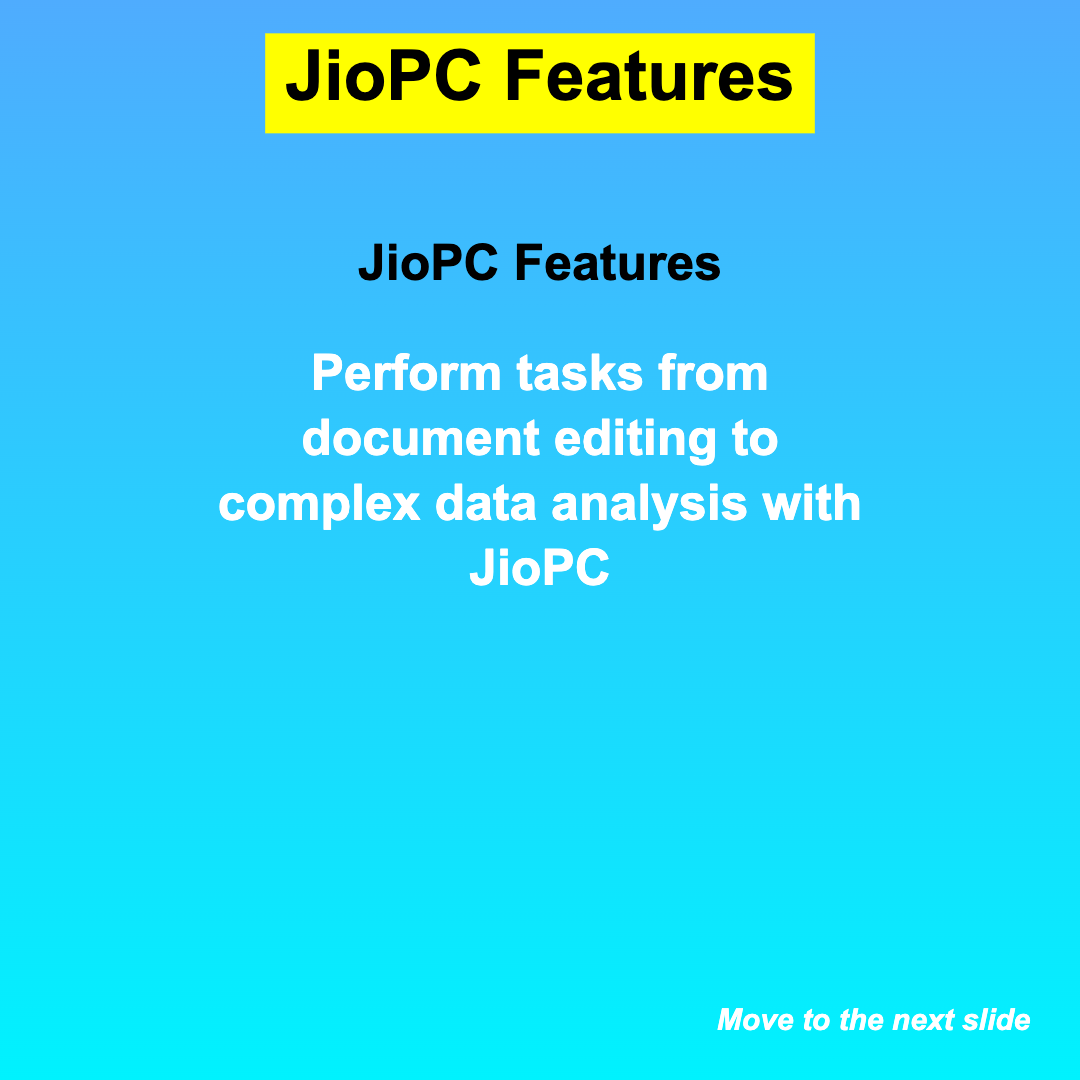 JioPC Features
JioPC Features
Perform tasks from
document editing to
complex data analysis with
JioPC
Move to the next slide